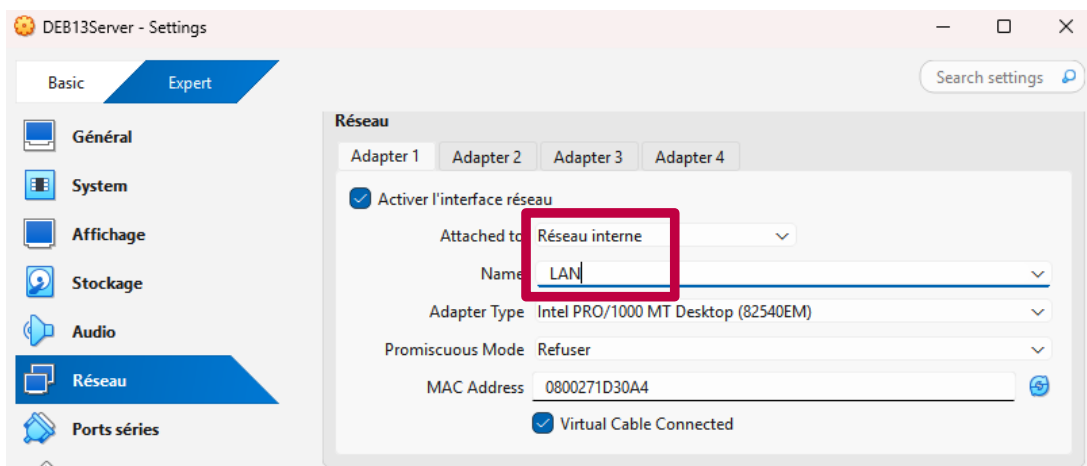 DEB13Server - Settings
Basic
Expert
Search settings
Général
System
Affichage
Stockage
Audio
Réseau
Ports séries
Réseau
Adapter 1
Adapter 2
Adapter 3
Adapter 4
Activer l'interface réseau
Attached to Réseau interne
Name LAN
Adapter Type Intel PRO/1000 MT Desktop (82540EM)
Promiscuous Mode Refuser
MAC Address 0800271D30A4
Virtual Cable Connected